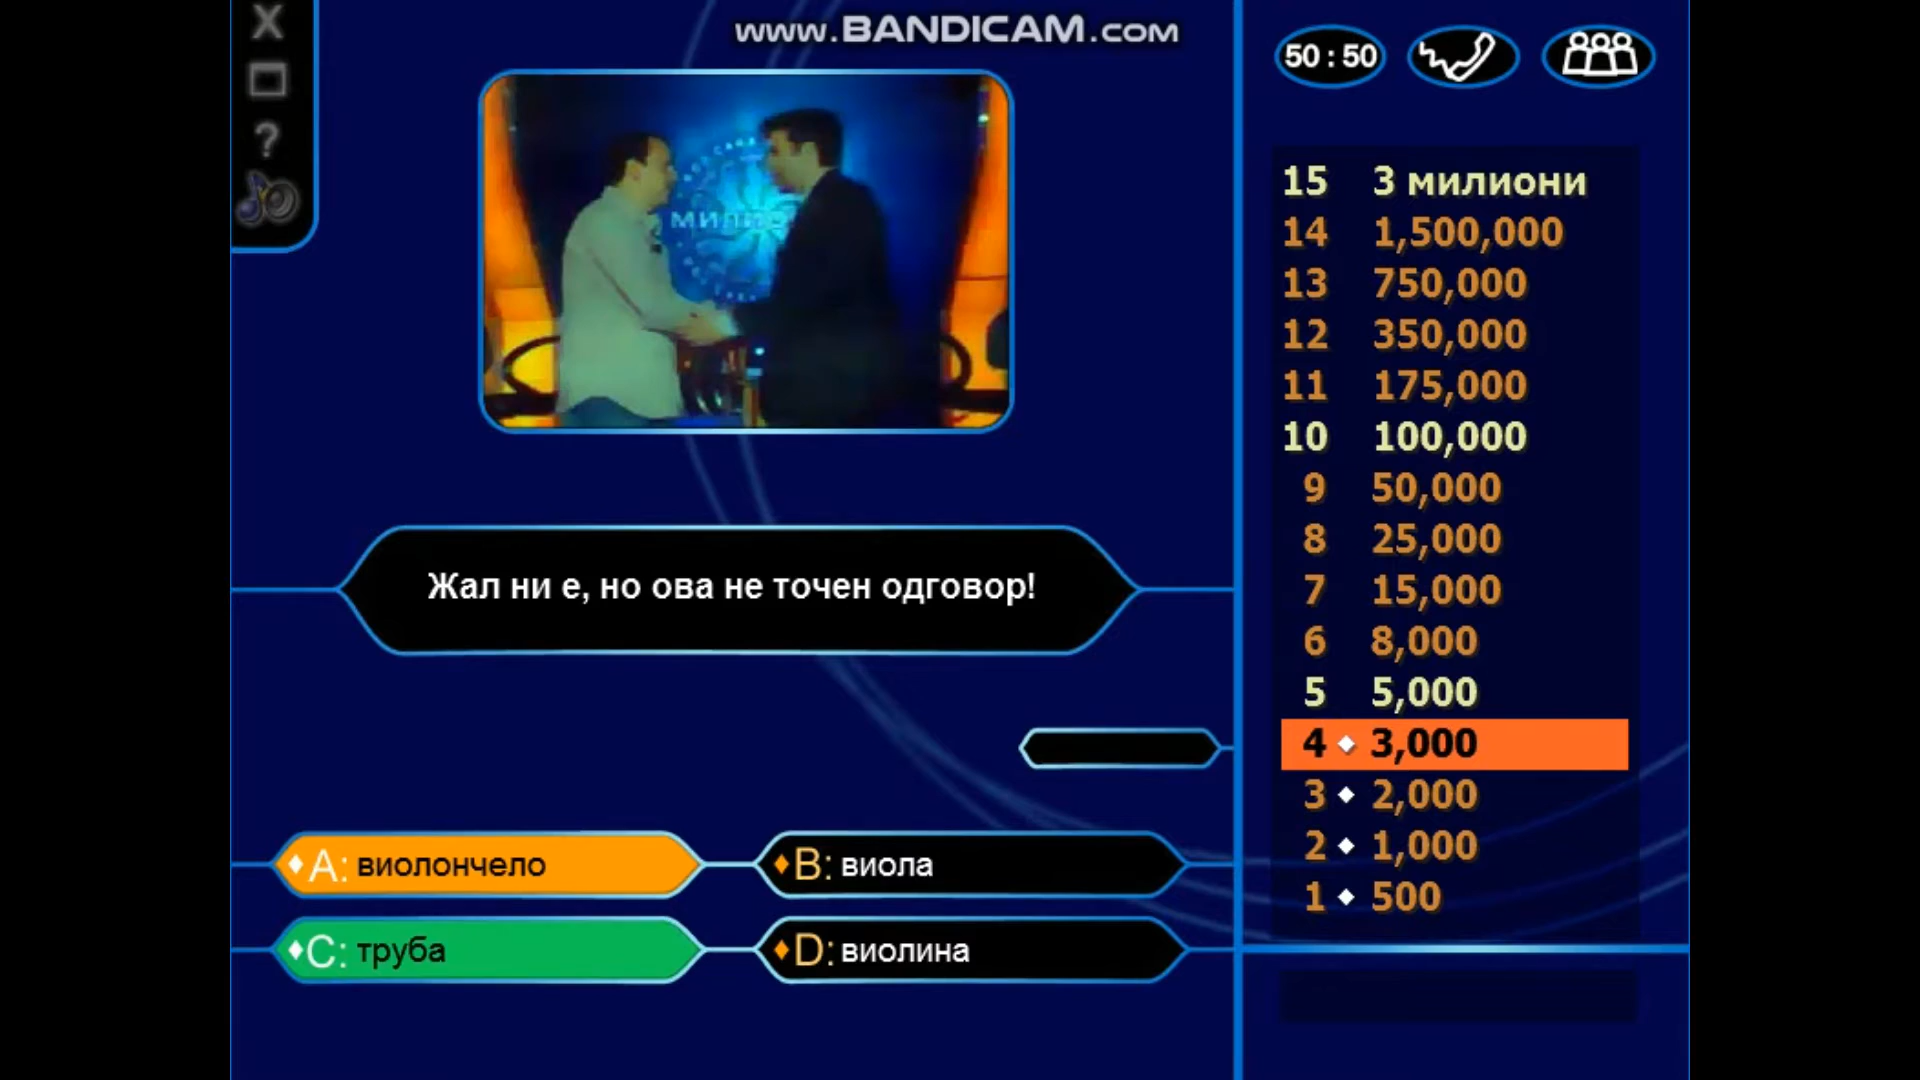 X
www.BANDICAM.com
?
МИЛИО
50 : 50
15 3 милиони
14 1,500,000
13 750,000
12 350,000
11 175,000
10 100,000
9 50,000
8 25,000
7 15,000
6 8,000
5 5,000
4 ◆ 3,000
3 ◆ 2,000
2 ◆ 1,000
1 ◆ 500
Жал ни е, но ова не точен одговор!
A: виолончело
B: виола
C: труба
D: виолина